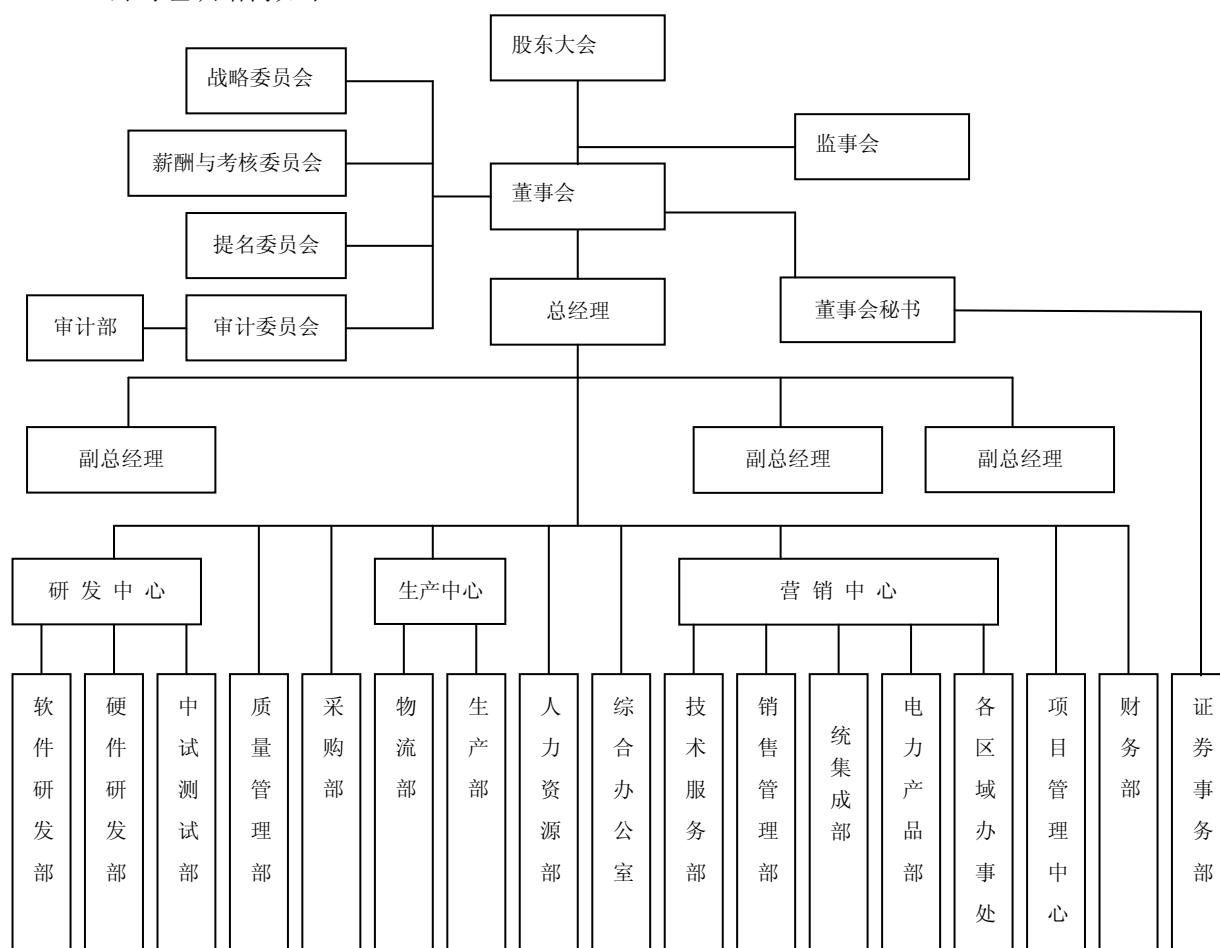 股东大会
战略委员会
监事会
薪酬与考核委员会
董事会
提名委员会
总经理
董事会秘书
审计部
审计委员会
副总经理
副总经理
副总经理
研发中心
生产中心
营销中心
软件研发部
硬件研发部
中试测试部
质量管理部
采购部
物流部
生产部
人力资源部
综合办公室
技术服务部
销售管理部
统集成部
电力产品部
各区域办事处
项目管理中心
财务部
证券事务部